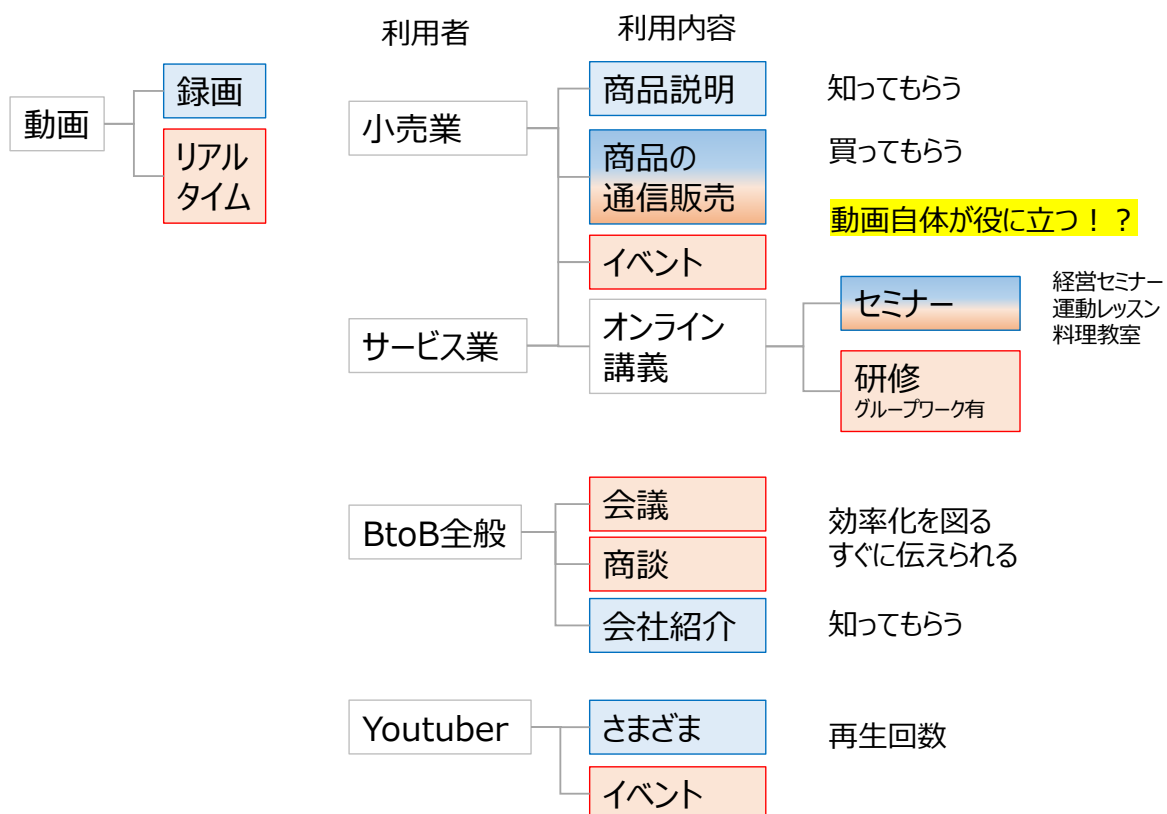 利用者
利用内容
動画
録画
リアル
タイム
小売業
サービス業
商品説明
知ってもらう
商品の
通信販売
買ってもらう
動画自体が役に立つ！？
イベント
オンライン
講義
セミナー
経営セミナー
運動レッスン
料理教室
研修
グループワーク有
BtoB全般
会議
商談
効率化を図る
すぐに伝えられる
会社紹介
知ってもらう
Youtuber
さまざま
再生回数
イベント